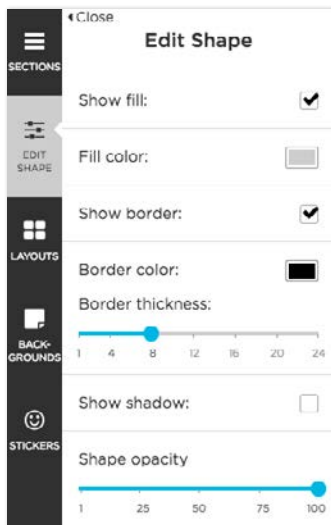 Close
Edit Shape
SECTIONS
Show fill:
EDIT
SHAPE
Fill color:
Show border:
LAYOUTS
Border color:
Border thickness:
BACK-
GROUNDS
1 4 8 12 16 20 24
Show shadow:
STICKERS
Shape opacity
1 25 50 75 100